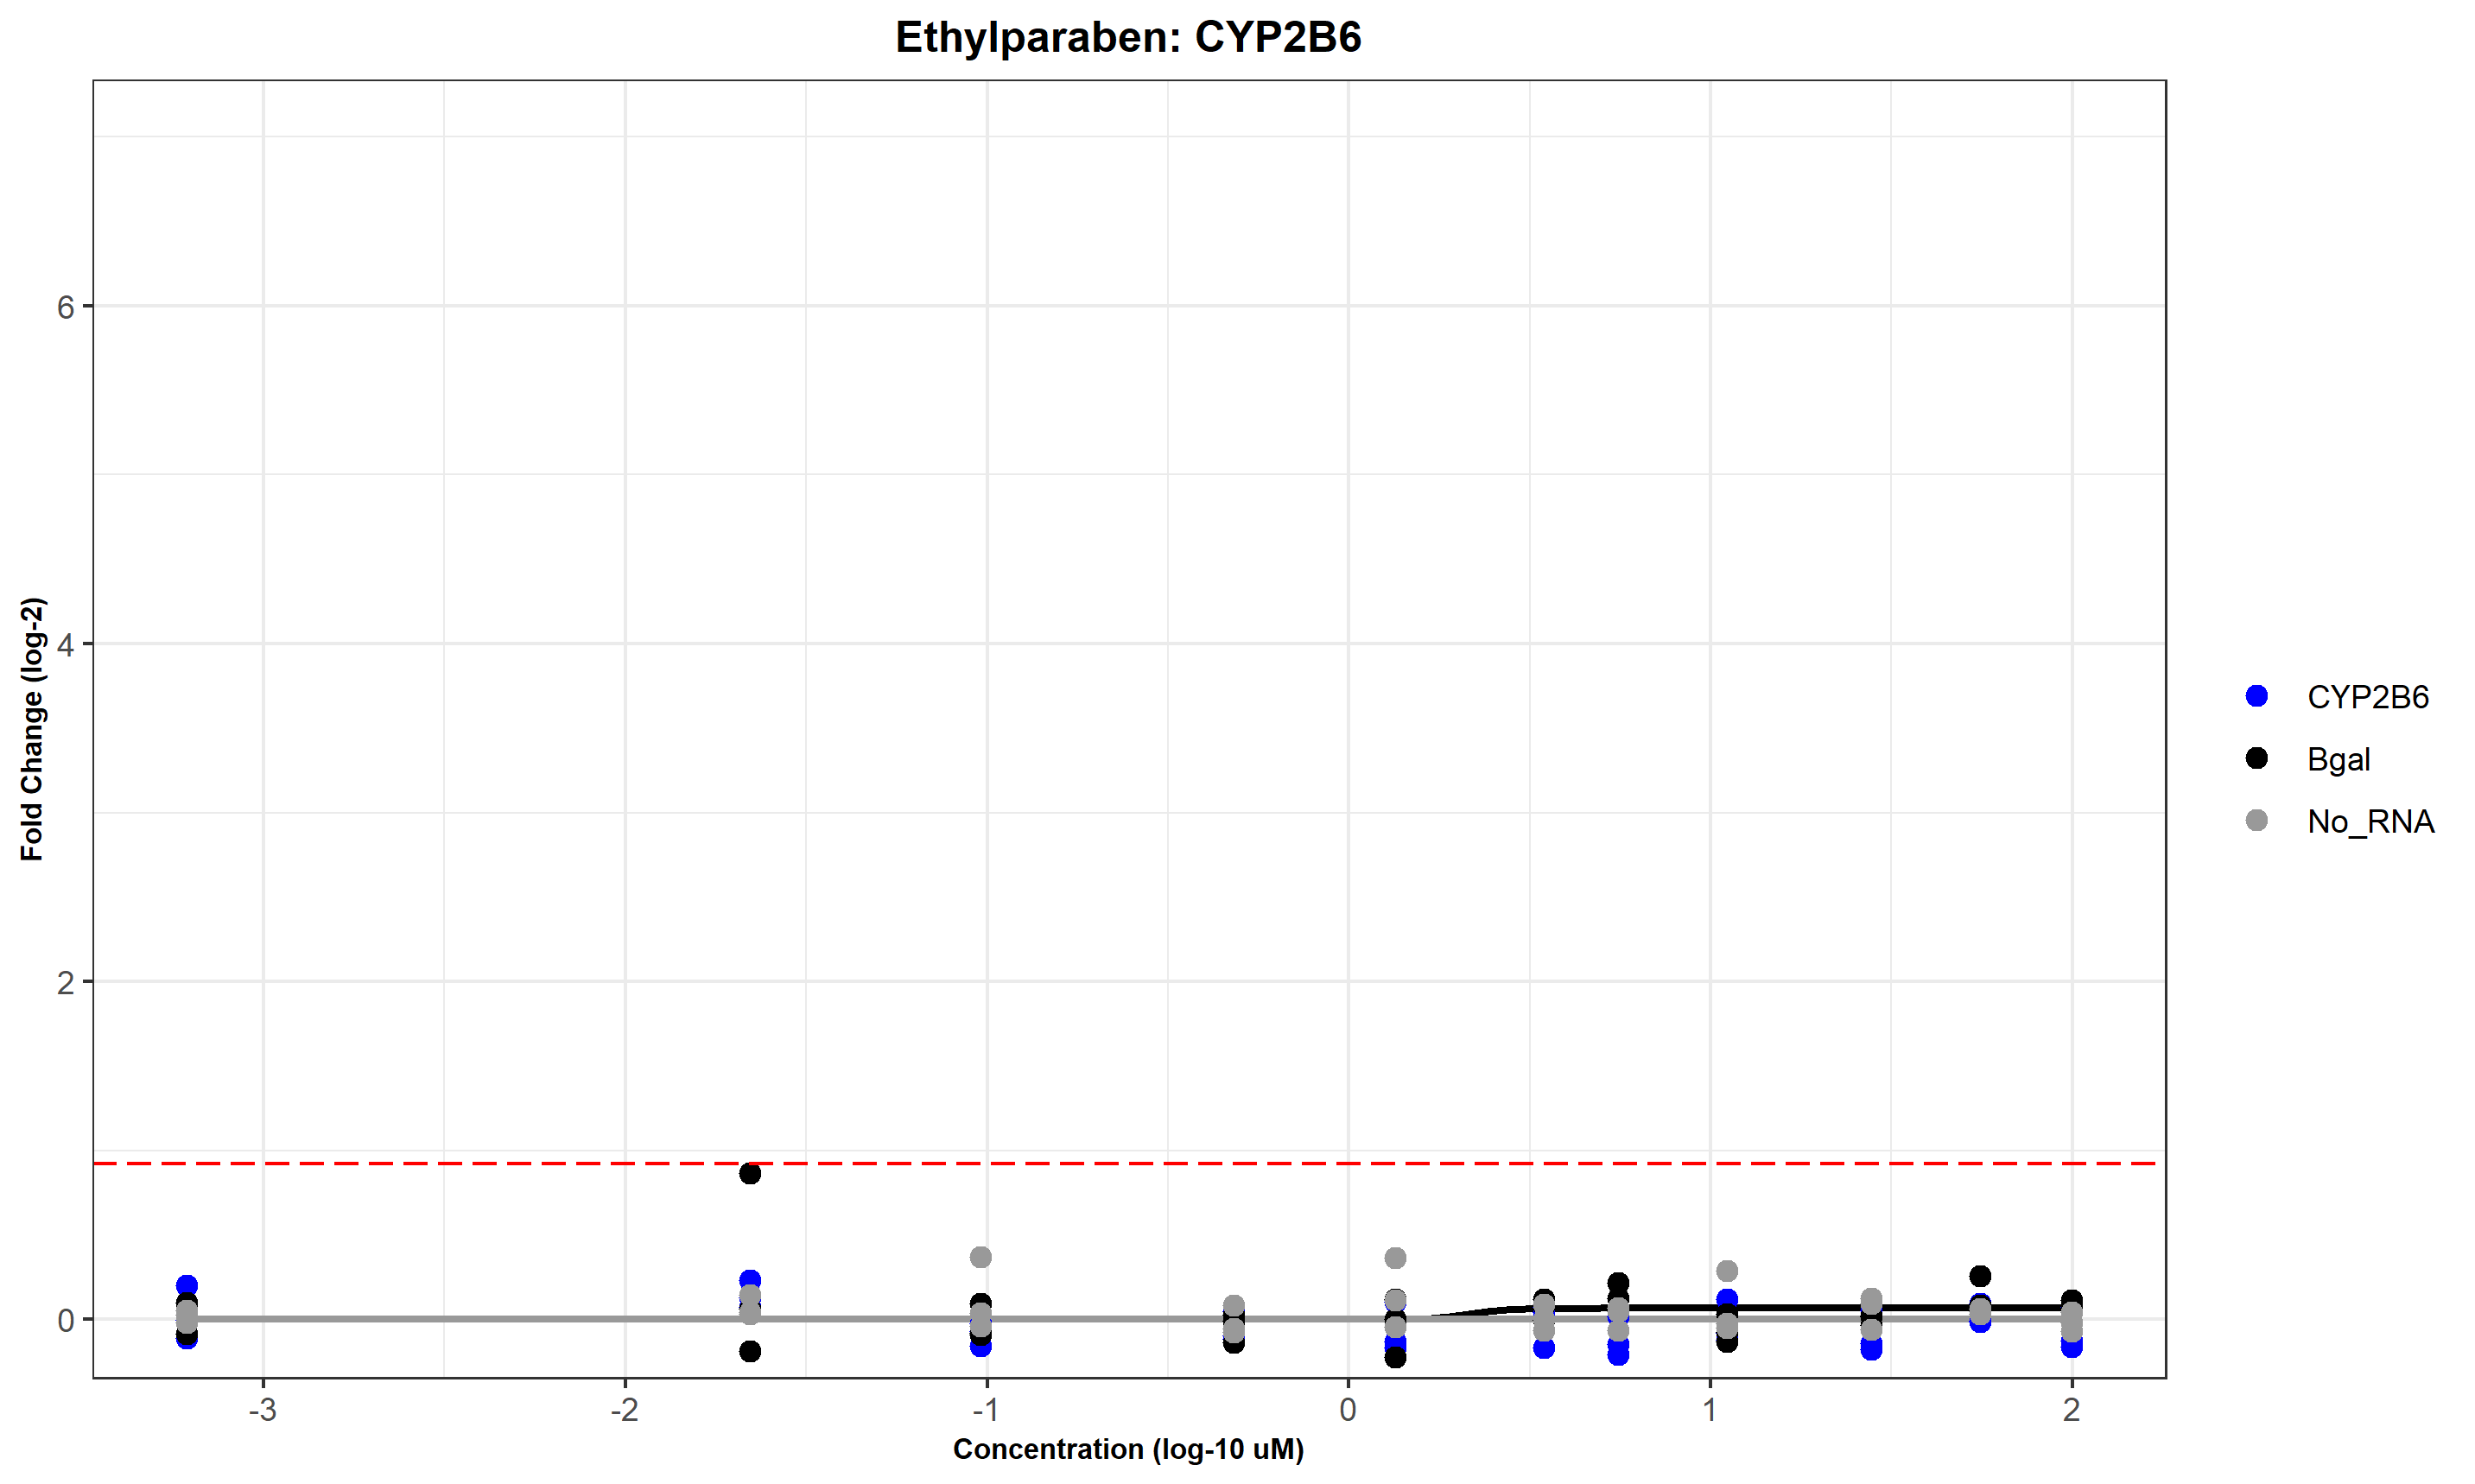 Ethylparaben: CYP2B6
Fold Change (log-2)
6
4
2
0
-3
-2
-1
0
1
2
Concentration (log-10 uM)
CYP2B6
Bgal
No_RNA